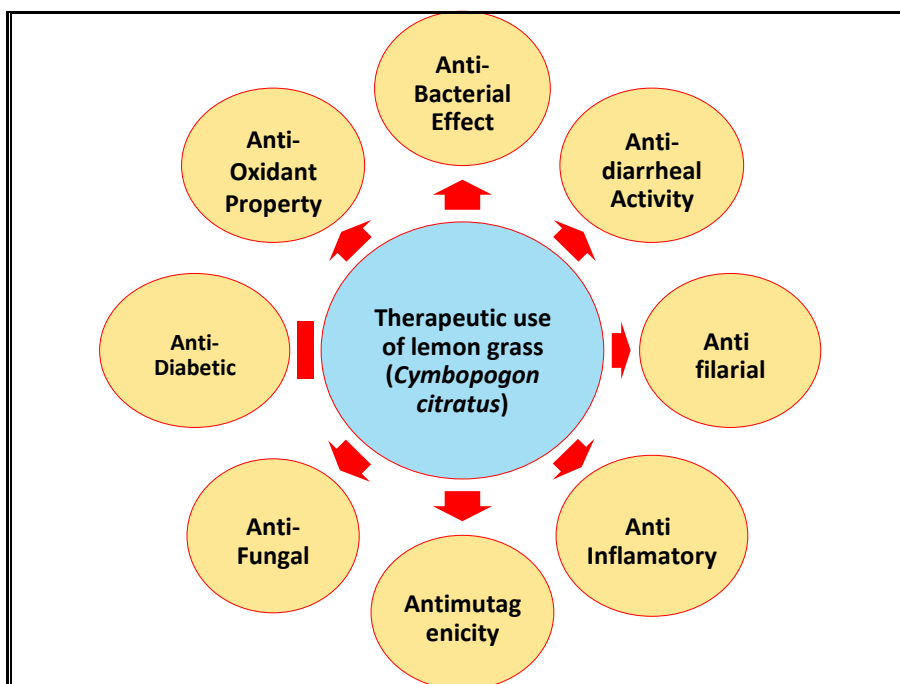 Anti-
Bacterial
Effect
Anti-
diarrheal
Activity
Anti
filarial
Anti
Inflamatory
Antimutag
enicity
Anti-
Fungal
Anti-
Diabetic
Anti-
Oxidant
Property
Therapeutic use
of lemon grass
(Cymbopogon
citratus)